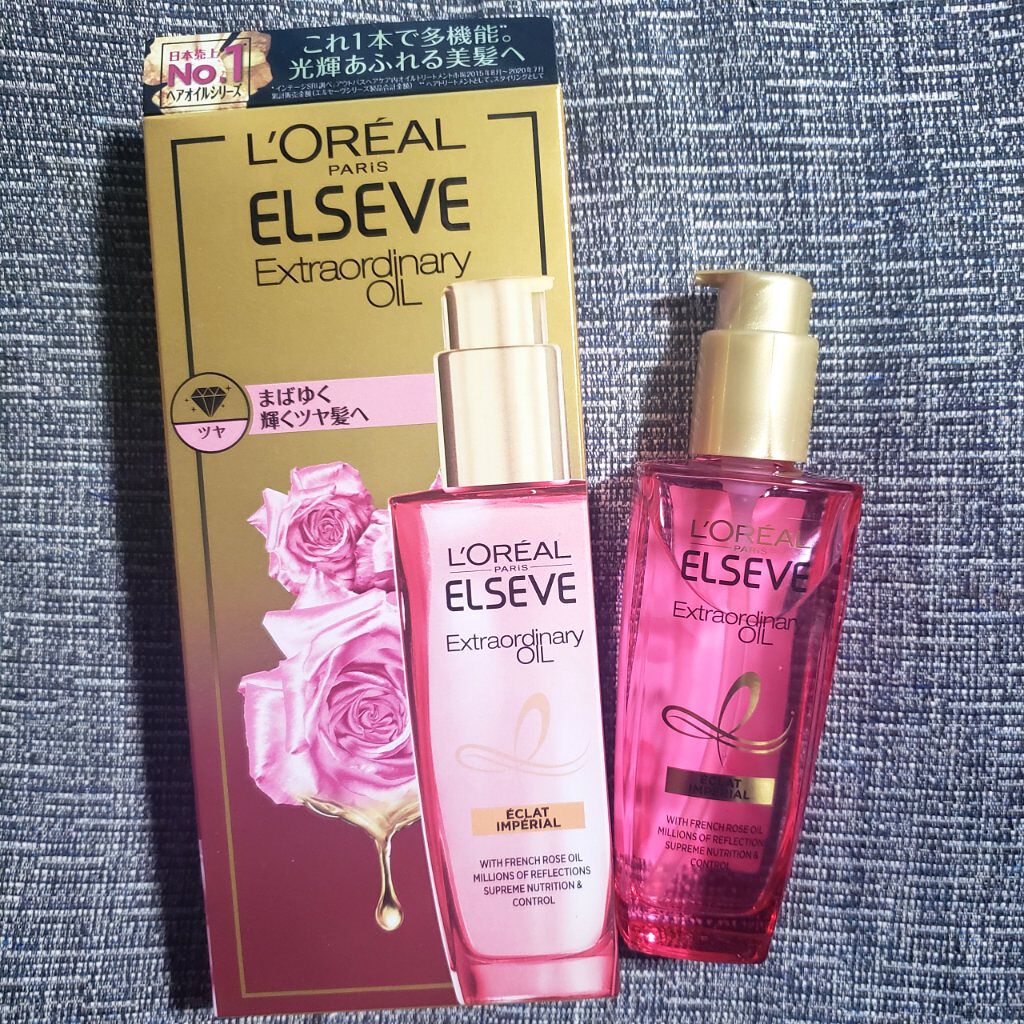 日本売上
No.1
ヘアオイルシリーズ
これ1本で多機能。
光輝あふれる美髪へ
L'ORÉAL
PARIS
ELSEVE
Extraordinary
OIL
まばゆく
輝くツヤ髪へ
ツヤ
L'ORÉAL
PARIS
ELSEVE
Extraordinary
OIL
ÉCLAT
IMPÉRIAL
WITH FRENCH ROSE OIL
MILLIONS OF REFLECTIONS
SUPREME NUTRITION &
CONTROL
L'ORÉAL
PARIS
ELSEVE
Extraordinary
OIL
ÉCLAT
IMPÉRIAL
WITH FRENCH ROSE OIL
MILLIONS OF REFLECTIONS
SUPREME NUTRITION &
CONTROL